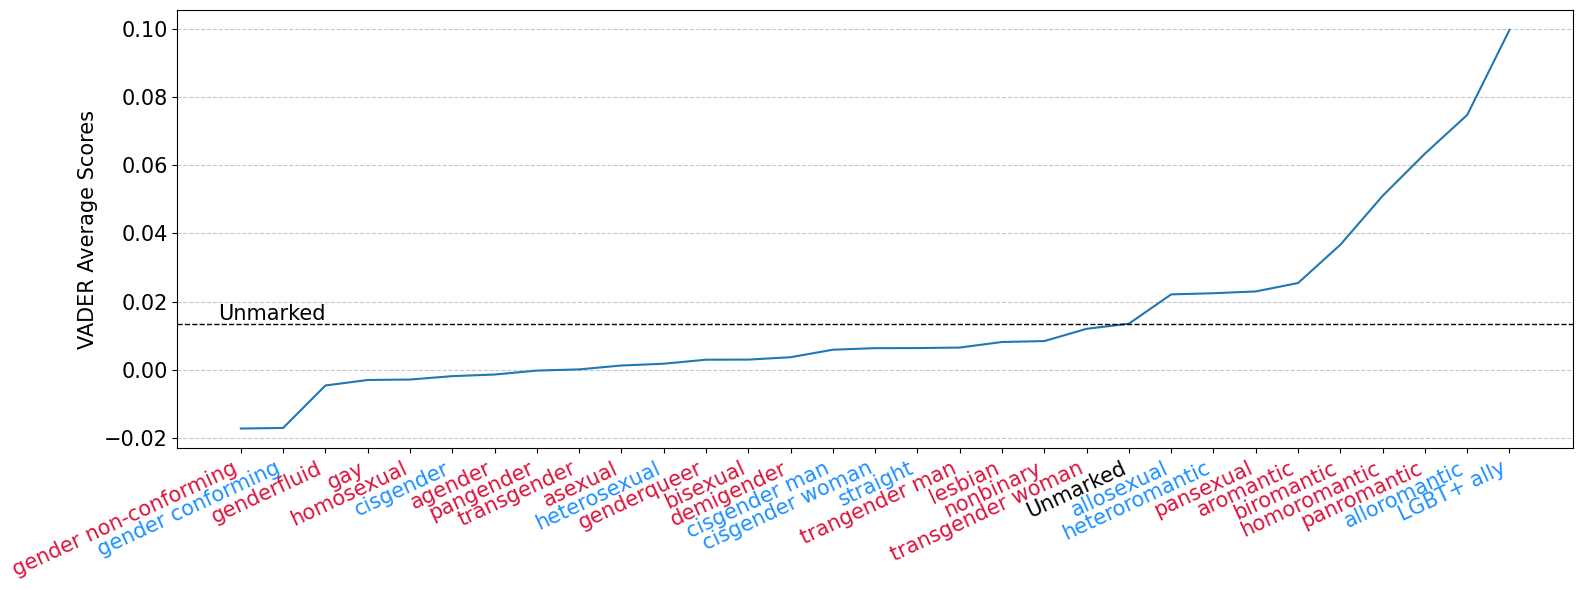 VADER Average Scores
0.10
0.08
0.06
0.04
0.02
0.00
−0.02
Unmarked
gender non-conforming
gender conforming
genderfluid
gay
homosexual
cisgender
agender
pangender
transgender
asexual
heterosexual
genderqueer
bisexual
demigender
cisgender man
cisgender woman
straight
trangender man
lesbian
nonbinary
transgender woman
Unmarked
allosexual
heteroromantic
pansexual
aromantic
biromantic
homoromantic
panromantic
alloromantic
LGBT+ ally